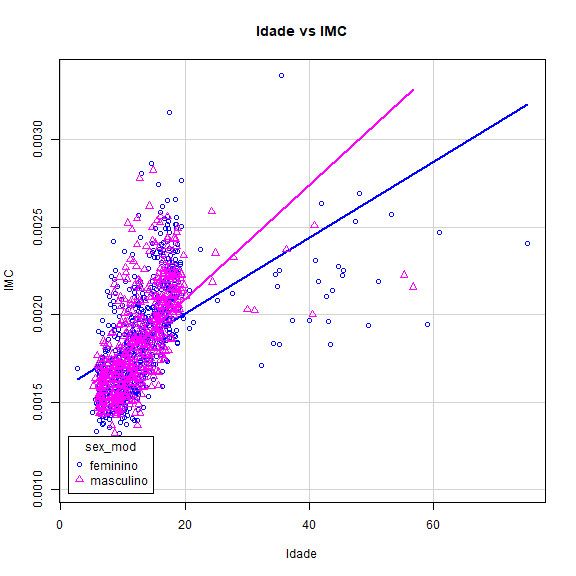 Idade vs IMC
IMC
0.0030
0.0025
0.0020
0.0015
0.0010
sex_mod
feminino
masculino
0 20 40 60
Idade